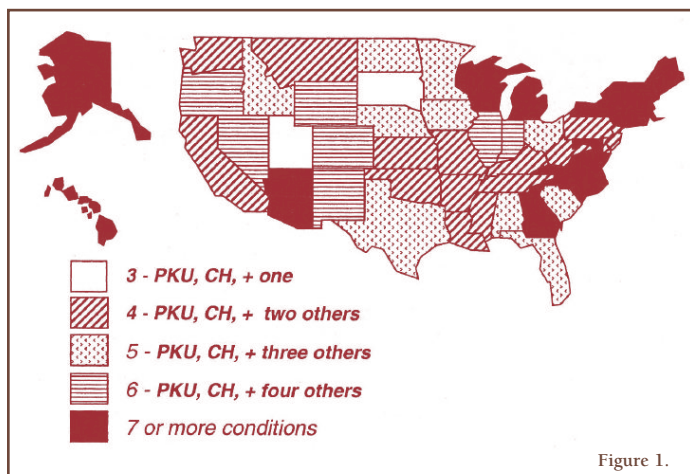 3 - PKU, CH, + one
4 - PKU, CH, + two others
5 - PKU, CH, + three others
6 - PKU, CH, + four others
7 or more conditions
Figure 1.